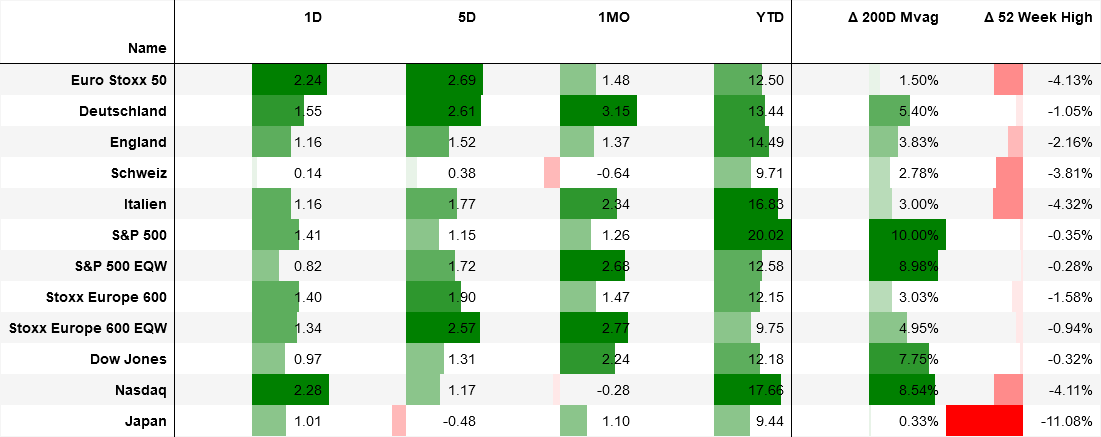 1D 5D 1MO YTD Δ 200D Mvag Δ 52 Week High
Name
Euro Stoxx 50 2.24 2.69 1.48 12.50 1.50% -4.13%
Deutschland 1.55 2.61 3.15 13.44 5.40% -1.05%
England 1.16 1.52 1.37 14.49 3.83% -2.16%
Schweiz 0.14 0.38 -0.64 9.71 2.78% -3.81%
Italien 1.16 1.77 2.34 16.83 3.00% -4.32%
S&P 500 1.41 1.15 1.26 20.02 10.00% -0.35%
S&P 500 EQW 0.82 1.72 2.68 12.58 8.98% -0.28%
Stoxx Europe 600 1.40 1.90 1.47 12.15 3.03% -1.58%
Stoxx Europe 600 EQW 1.34 2.57 2.77 9.75 4.95% -0.94%
Dow Jones 0.97 1.31 2.24 12.18 7.75% -0.32%
Nasdaq 2.28 1.17 -0.28 17.66 8.54% -4.11%
Japan 1.01 -0.48 1.10 9.44 0.33% -11.08%